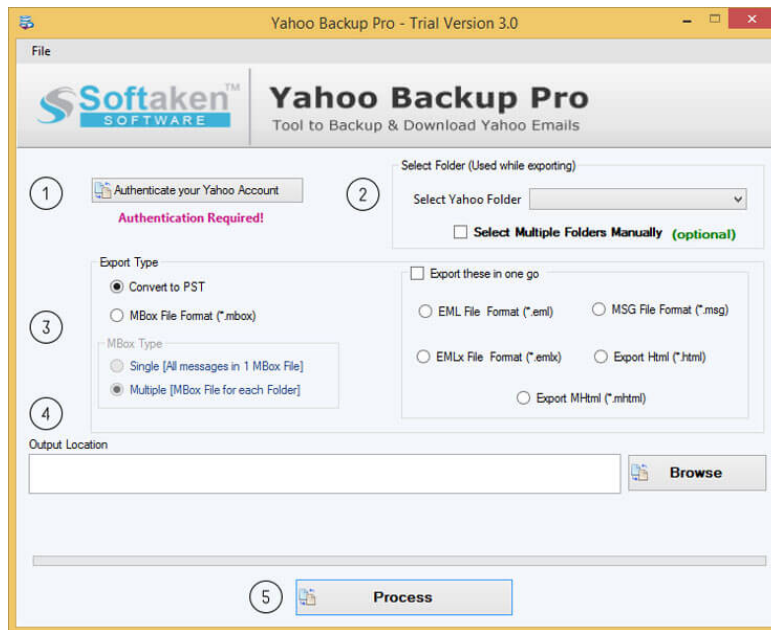 Yahoo Backup Pro - Trial Version 3.0
File
Softaken™
SOFTWARE
Yahoo Backup Pro
Tool to Backup & Download Yahoo Emails
1
Authenticate your Yahoo Account
Authentication Required!
2
Select Folder (Used while exporting)
Select Yahoo Folder
Select Multiple Folders Manually (optional)
3
Export Type
Convert to PST
MBox File Format (*.mbox)
MBox Type
Single [All messages in 1 MBox File]
Multiple [MBox File for each Folder]
Export these in one go
EML File Format (*.eml)
MSG File Format (*.msg)
EMLx File Format (*.emlx)
Export Html (*.html)
Export MHtml (*.mhtml)
4
Output Location
Browse
5
Process